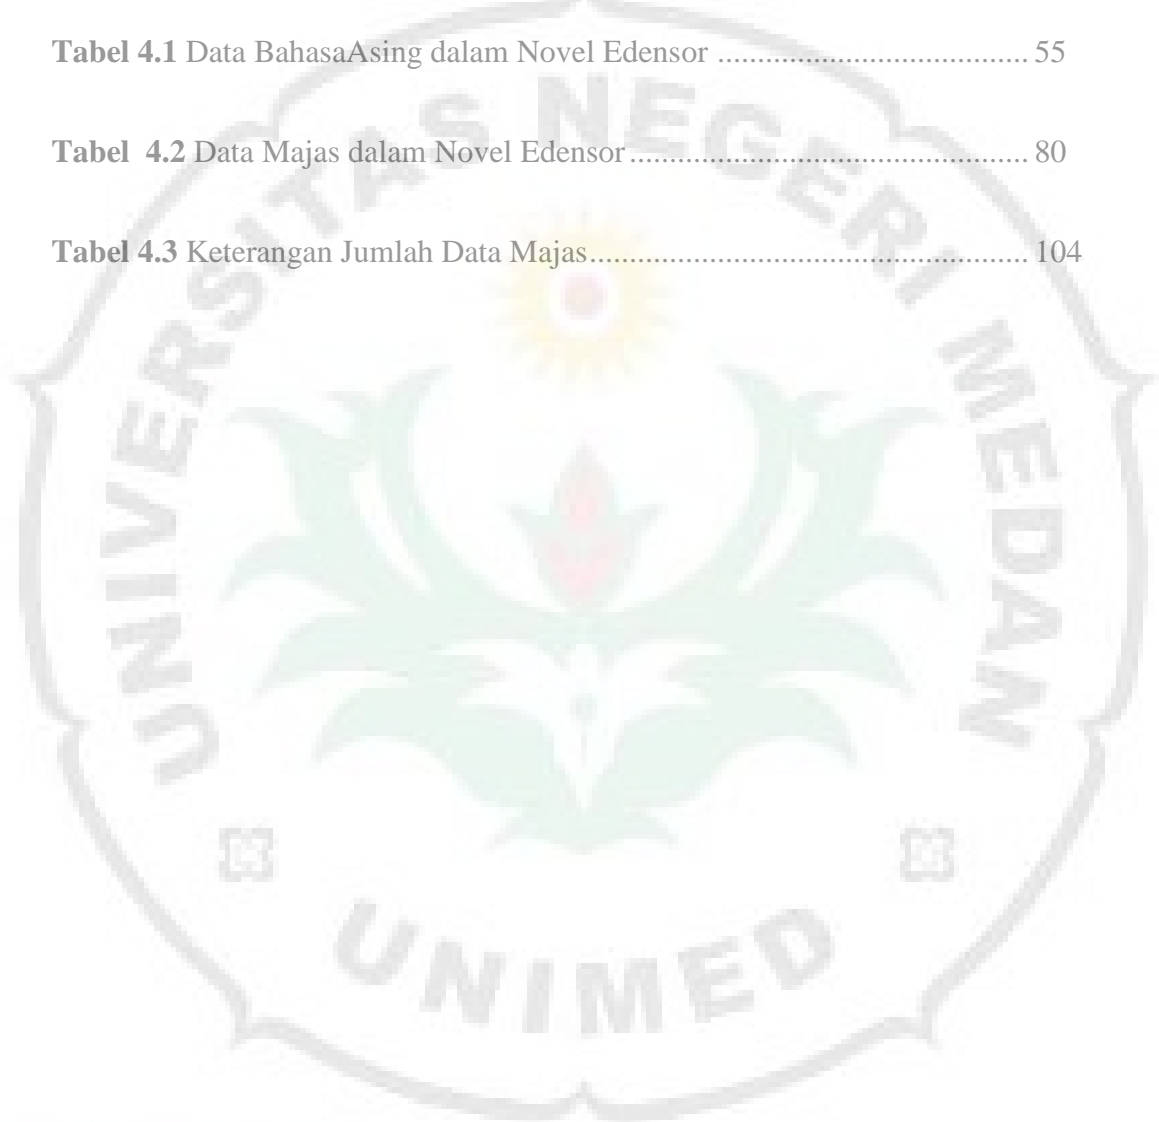 Tabel 4.1 Data BahasaAsing dalam Novel Edensor ....................................... 55
Tabel 4.2 Data Majas dalam Novel Edensor .................................................. 80
Tabel 4.3 Keterangan Jumlah Data Majas....................................................... 104
UNIVERSITAS NEGERI MEDAN
UNIMED